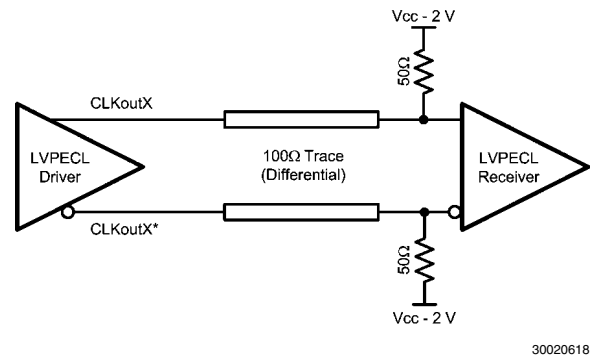 Vcc - 2 V
50Ω
CLKoutX
LVPECL
Driver
100Ω Trace
(Differential)
LVPECL
Receiver
CLKoutX*
50Ω
Vcc - 2 V
30020618